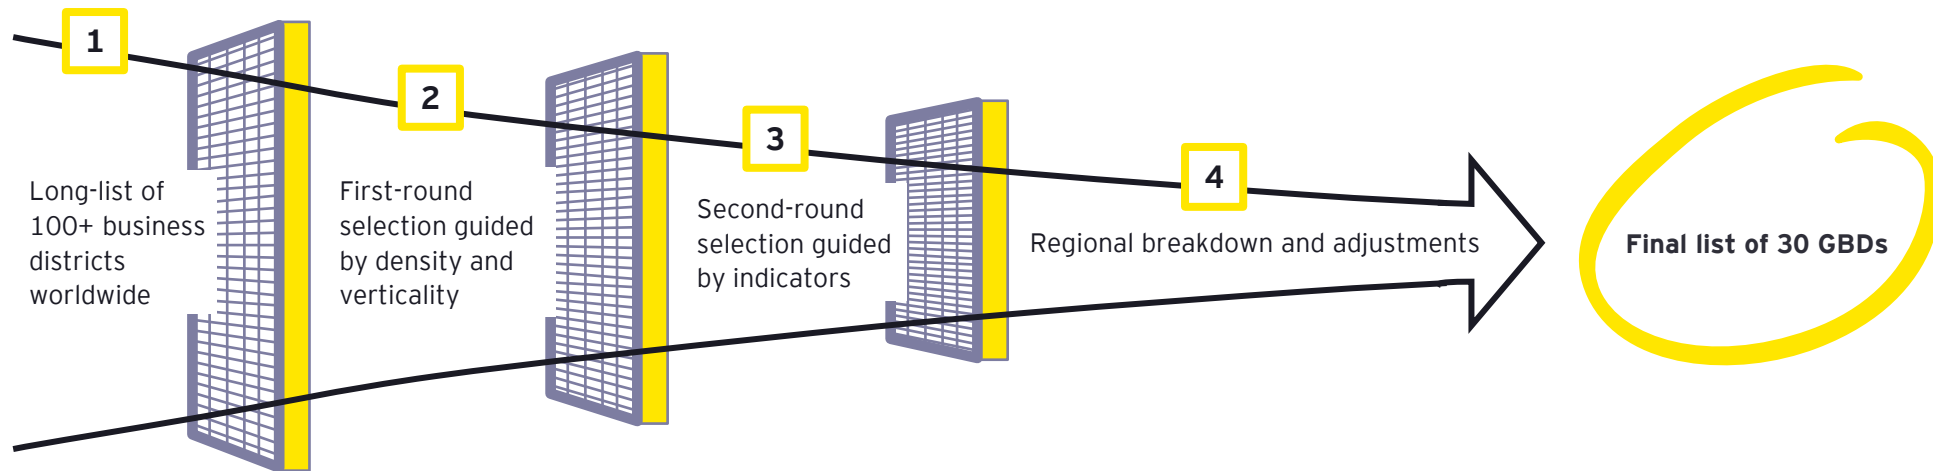 1
Long-list of
100+ business
districts
worldwide
2
First-round
selection guided
by density and
verticality
3
Second-round
selection guided
by indicators
4
Regional breakdown and adjustments
Final list of 30 GBDs